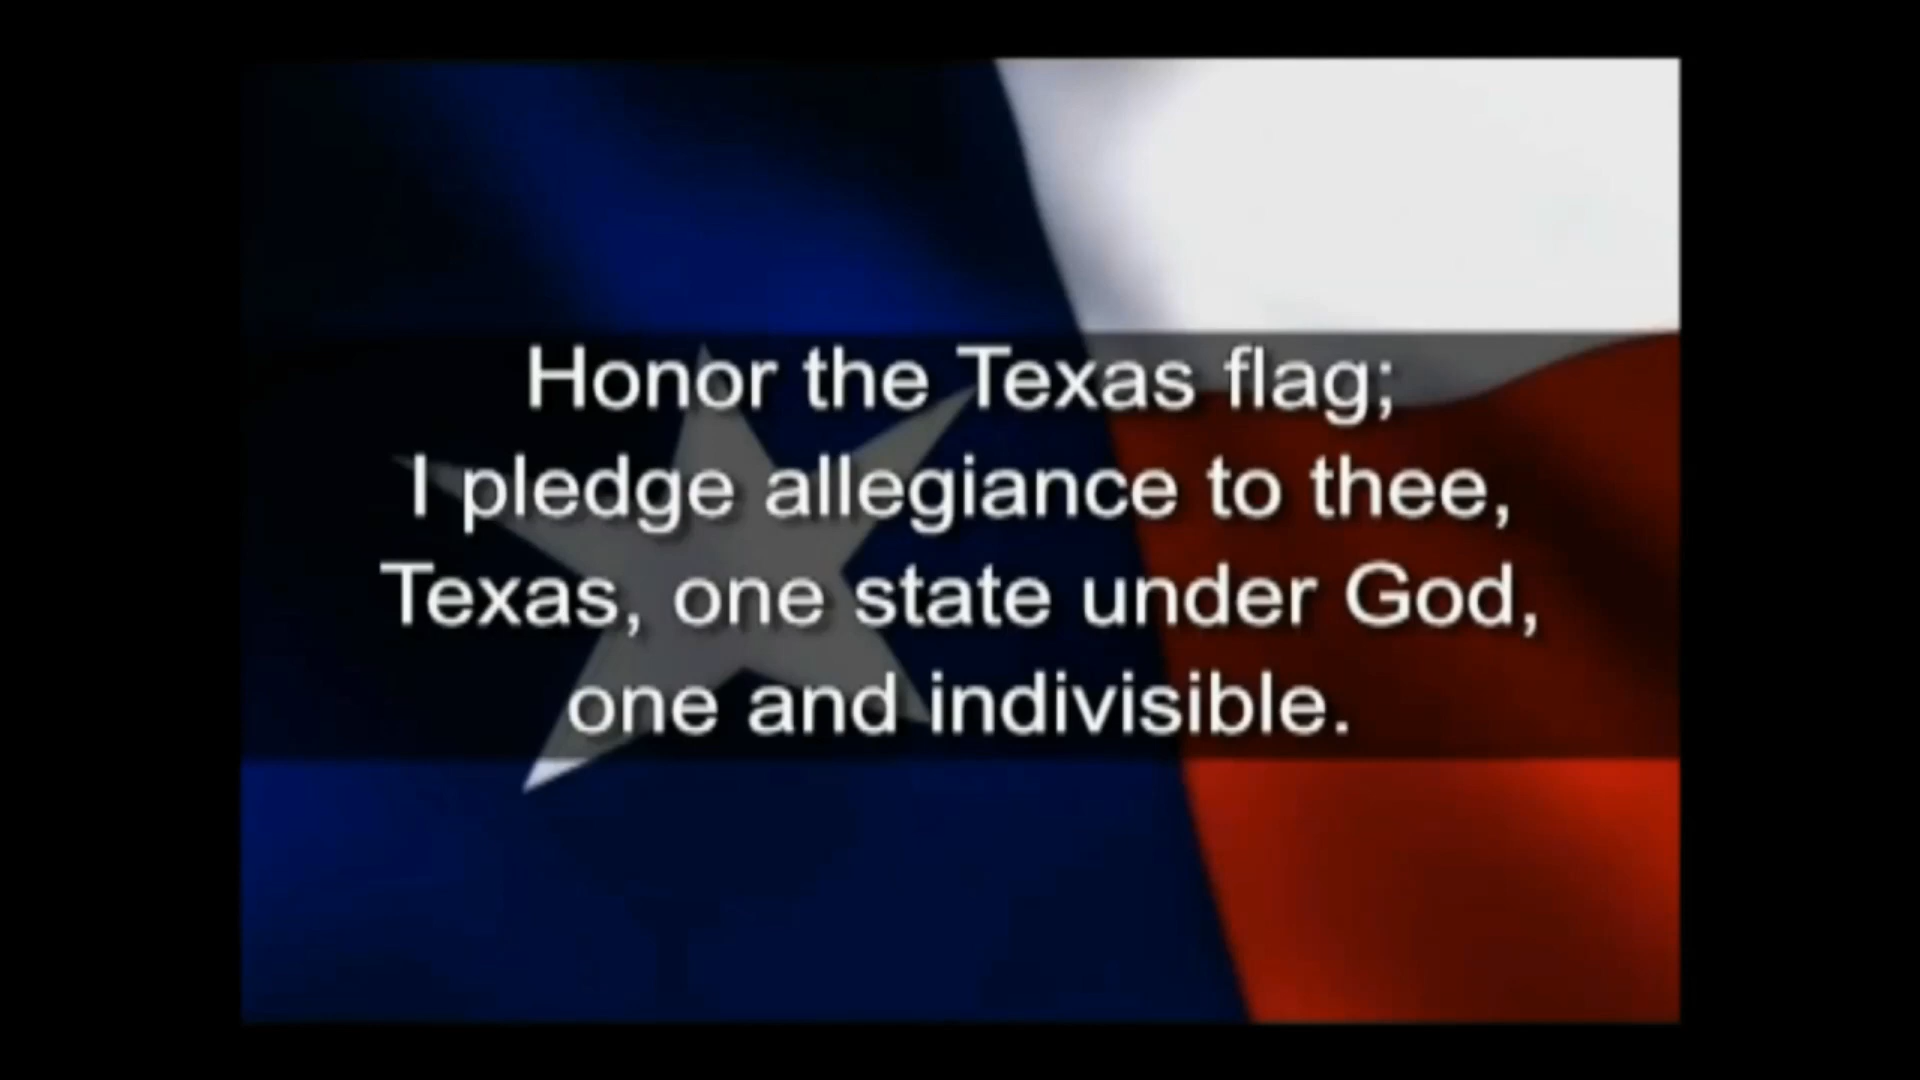 Honor the Texas flag;
I pledge allegiance to thee,
Texas, one state under God,
one and indivisible.